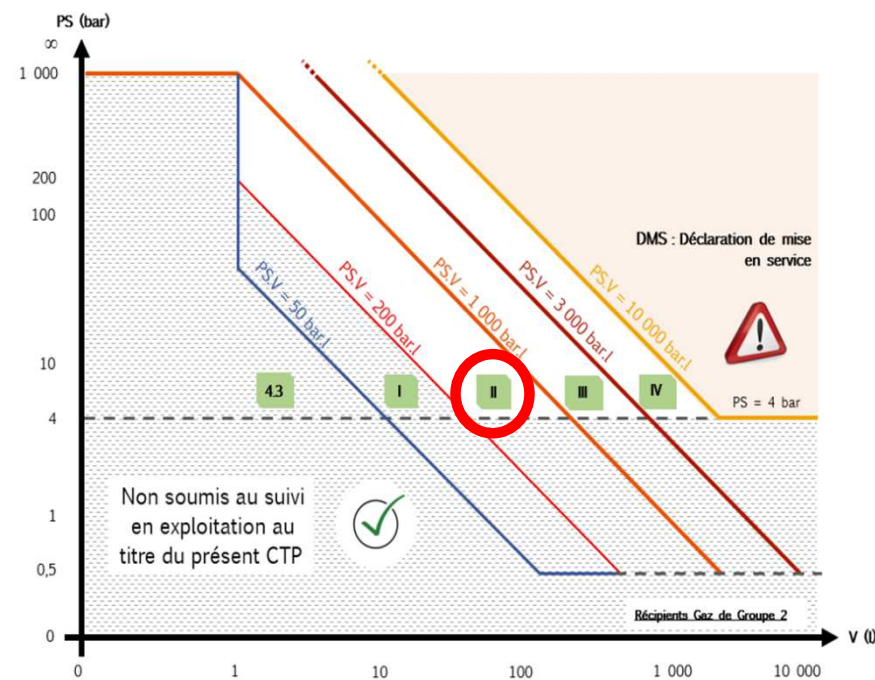 PS (bar)
∞
1 000
200
100
10
4
1
0,5
0
DMS : Déclaration de mise
en service
PS.V = 50 bar.l
PS.V = 200 bar.l
PS.V = 1 000 bar.l
PS.V = 3 000 bar.l
PS.V = 10 000 bar.l
4.3
I
II
III
IV
PS = 4 bar
Non soumis au suivi
en exploitation au
titre du présent CTP
Récipients Gaz de Groupe 2
V (l)
0
1
10
100
1 000
10 000